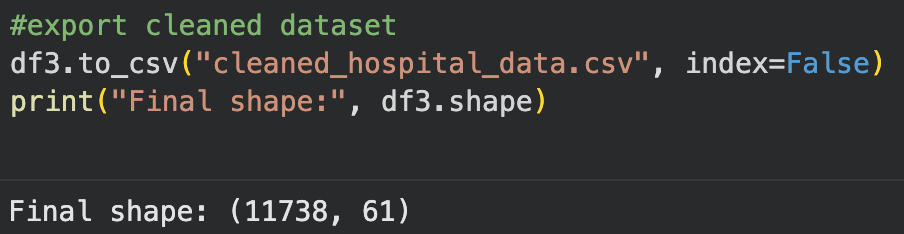 #export cleaned dataset
df3.to_csv("cleaned_hospital_data.csv", index=False)
print("Final shape:", df3.shape)
Final shape: (11738, 61)